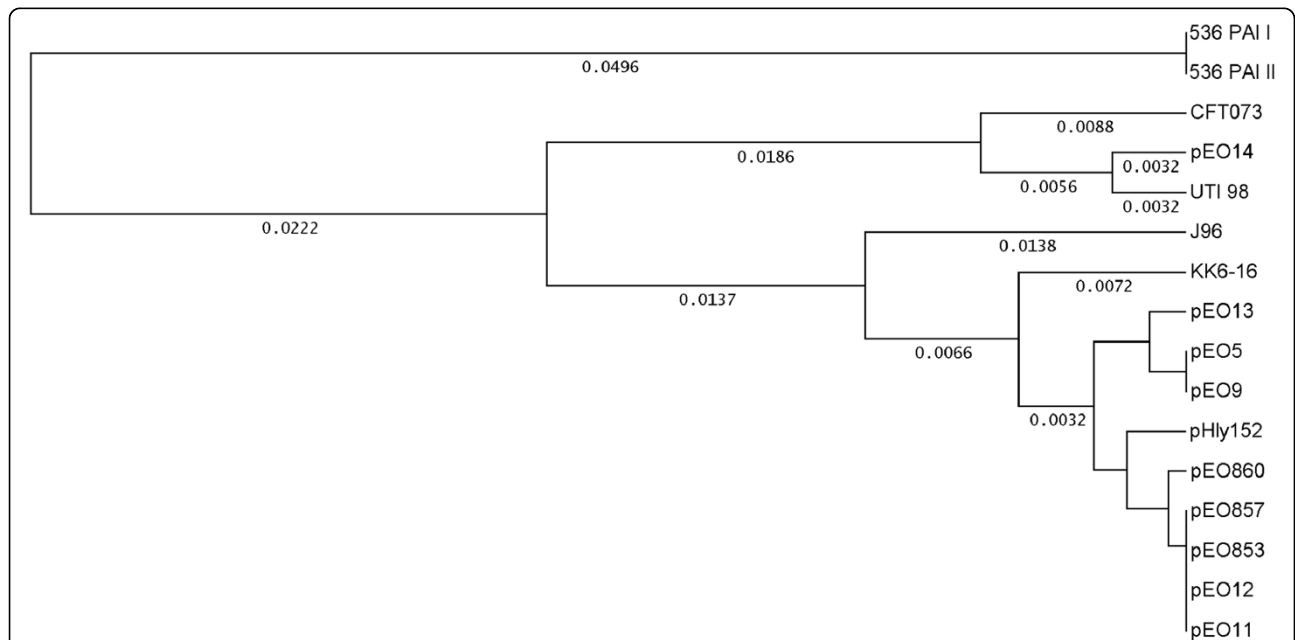 536 PAI I
0.0496
536 PAI II
CFT073
0.0088
pEO14
0.0186
0.0032
0.0056
UTI 98
0.0032
0.0222
J96
0.0138
KK6-16
0.0072
0.0137
pEO13
pEO5
0.0066
pEO9
0.0032
pHly152
pEO860
pEO857
pEO853
pEO12
pEO11